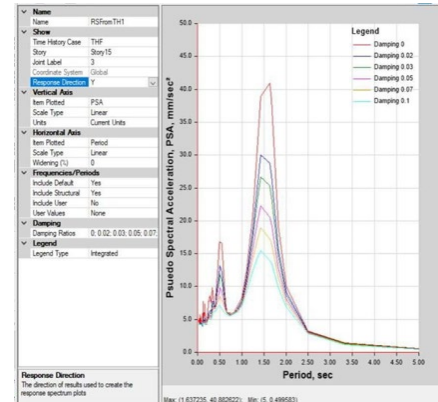 Name
Name RSFromTH1
Show
Time History Case THF
Story Story15
Joint Label 3
Coordinate System Global
Response Direction Y
Vertical Axis
Item Plotted PSA
Scale Type Linear
Units Current Units
Horizontal Axis
Item Plotted Period
Scale Type Linear
Widening (%) 0
Frequencies/Periods
Include Default Yes
Include Structural Yes
Include User No
User Values None
Damping
Damping Ratios 0; 0.02; 0.03; 0.05; 0.07;
Legend
Legend Type Integrated
Response Direction
The direction of results used to create the
response spectrum plots
Psuedo Spectral Acceleration, PSA, mm/sec²
50.0
45.0
40.0
35.0
30.0
25.0
20.0
15.0
10.0
5.0
0.0
Legend
Damping 0
Damping 0.02
Damping 0.03
Damping 0.05
Damping 0.07
Damping 0.1
0.00 0.50 1.00 1.50 2.00 2.50 3.00 3.50 4.00 4.50 5.00
Period, sec
Max: (1.637235, 40.882622); Min: (5, 0.499583)